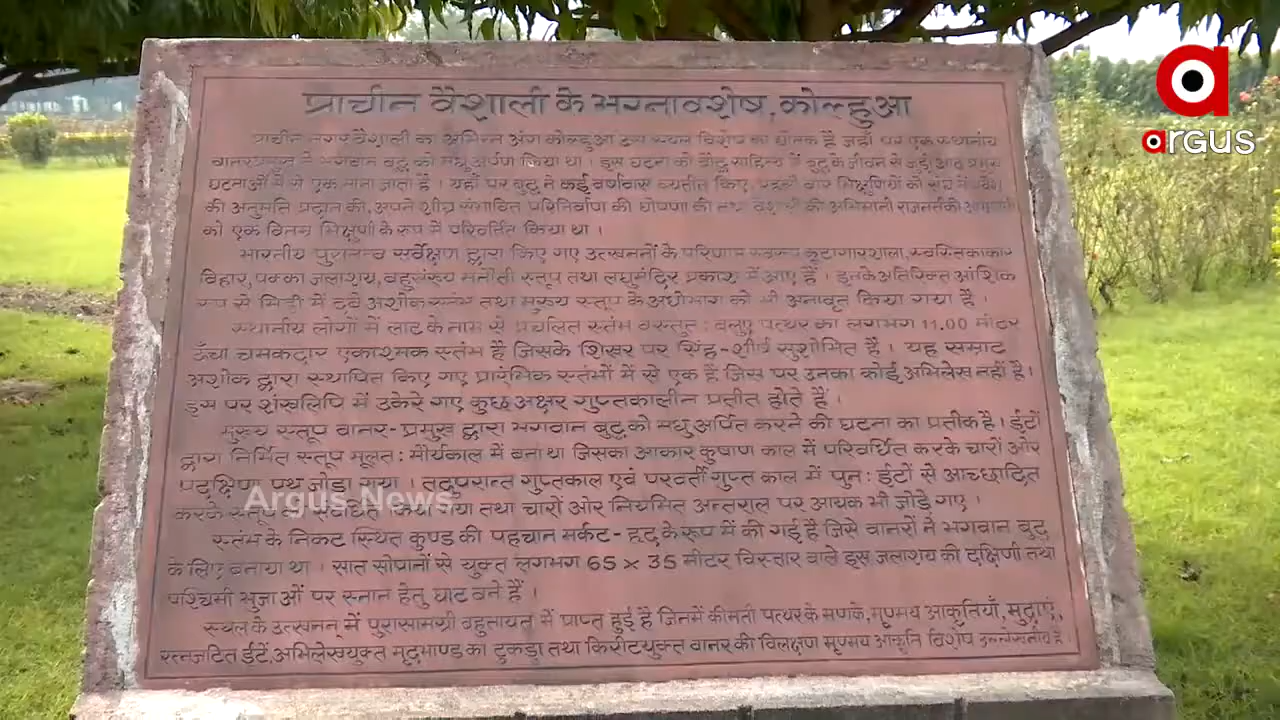 प्राचीन वैशाली के भग्नावशेष, कोल्हुआ
प्राचीन नगर वैशाली का अभिन्न अंग कोल्हुआ उस स्थल विशेष का द्योतक है जहाँ पर एक स्थानीय
वानर प्रमुख ने भगवान बुद्ध को मधु अर्पण किया था । इस घटना को बौद्ध साहित्य में बुद्ध के जीवन से जुड़ी आठ प्रमुख
घटनाओं में से एक माना जाता है । यहाँ पर बुद्ध ने कई वर्षावास व्यतीत किए, पहली बार भिक्षुणियों को संघ में प्रवेश
की अनुमति प्रदान की, अपने शीघ्र संभावित परिनिर्वाण की घोषणा की तथा वैशाली की अभिमानी राजनर्तकी आम्रपाली
को एक विनम्र भिक्षुणी के रूप में परिवर्तित किया था ।
भारतीय पुरातत्व सर्वेक्षण द्वारा किए गए उत्खननों के परिणाम स्वरूप कूटागारशाला, स्वस्तिकाकार
विहार, पक्का जलाशय, बहुसंख्य मनौती स्तूप तथा लघु मंदिर प्रकाश में आए हैं । इनके अतिरिक्त आंशिक
रूप से मिट्टी में दबे अशोक स्तंभ तथा मुख्य स्तूप के अधोभाग को भी अनावृत किया गया है ।
स्थानीय लोगों में लाट के नाम से प्रचलित स्तंभ वस्तुत : बलुए पत्थर का लगभग 11.00 मीटर
ऊँचा चमकदार एकाश्मक स्तंभ है जिसके शिखर पर सिंह-शीर्ष सुशोभित है । यह सम्राट
अशोक द्वारा स्थापित किए गए प्रारंभिक स्तंभों में से एक है जिस पर उनका कोई अभिलेख नहीं है ।
इस पर शंखलिपि में उकेरे गए कुछ अक्षर गुप्तकालीन प्रतीत होते हैं ।
मुख्य स्तूप वानर-प्रमुख द्वारा भगवान बुद्ध को मधु अर्पित करने की घटना का प्रतीक है । ईटों
द्वारा निर्मित स्तूप मूलत : मौर्यकाल में बना था जिसका आकार कुषाण काल में परिवर्धित करके चारों ओर
प्रदक्षिणा पथ जोड़ा गया । तदुपरान्त गुप्तकाल एवं परवर्ती गुप्त काल में पुन : ईटों से आच्छादित
करके स्तूप किया गया तथा चारों ओर नियमित अन्तराल पर आयक भी जोड़े गए ।
स्तंभ के निकट स्थित कुण्ड की पहचान मर्कट-ह्रद के रूप में की गई है जिसे वानरों ने भगवान बुद्ध
के लिए बनाया था । सात सोपानों से युक्त लगभग 65 x 35 मीटर विस्तार वाले इस जलाशय की दक्षिणी तथा
पश्चिमी भुजाओं पर स्नान हेतु घाट बने हैं ।
स्थल के उत्खनन में पुरासामग्री बहुतायत में प्राप्त हुई है जिनमें कीमती पत्थर के मणके, मृण्मय आकृतियाँ, मुद्राएं,
रत्नजटित ईटें, अभिलेखयुक्त मृदभाण्ड का टुकड़ा तथा किरीटयुक्त वानर की विलक्षण मृण्मय आकृति विशेष उल्लेखनीय है ।
argus
Argus News